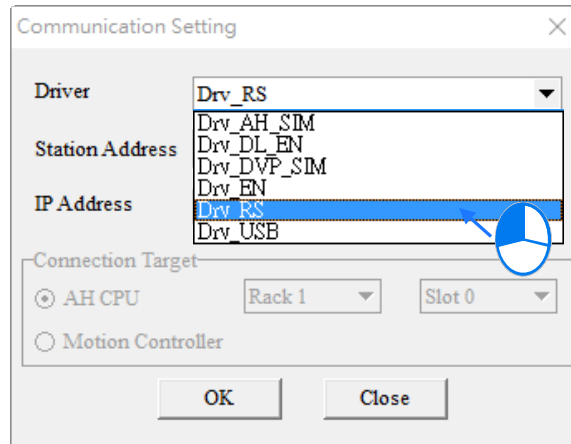 Communication Setting
Driver
Drv_RS
Drv_AH_SIM
Drv_DL_EN
Drv_DVP_SIM
Drv_EN
Drv_RS
Drv_USB
Station Address
IP Address
Connection Target
AH CPU
Rack 1
Slot 0
Motion Controller
OK
Close